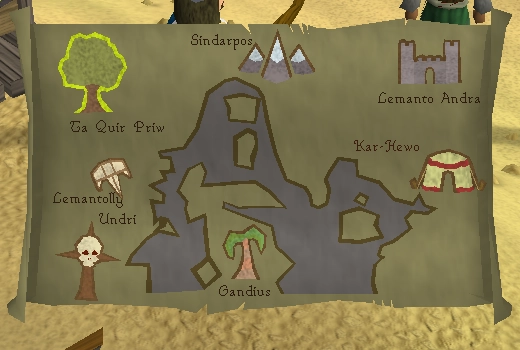 Sindarpos
Lemanto Andra
Ta Quir Priw
Kar-Hewo
Lemantolly
Undri
Gandius